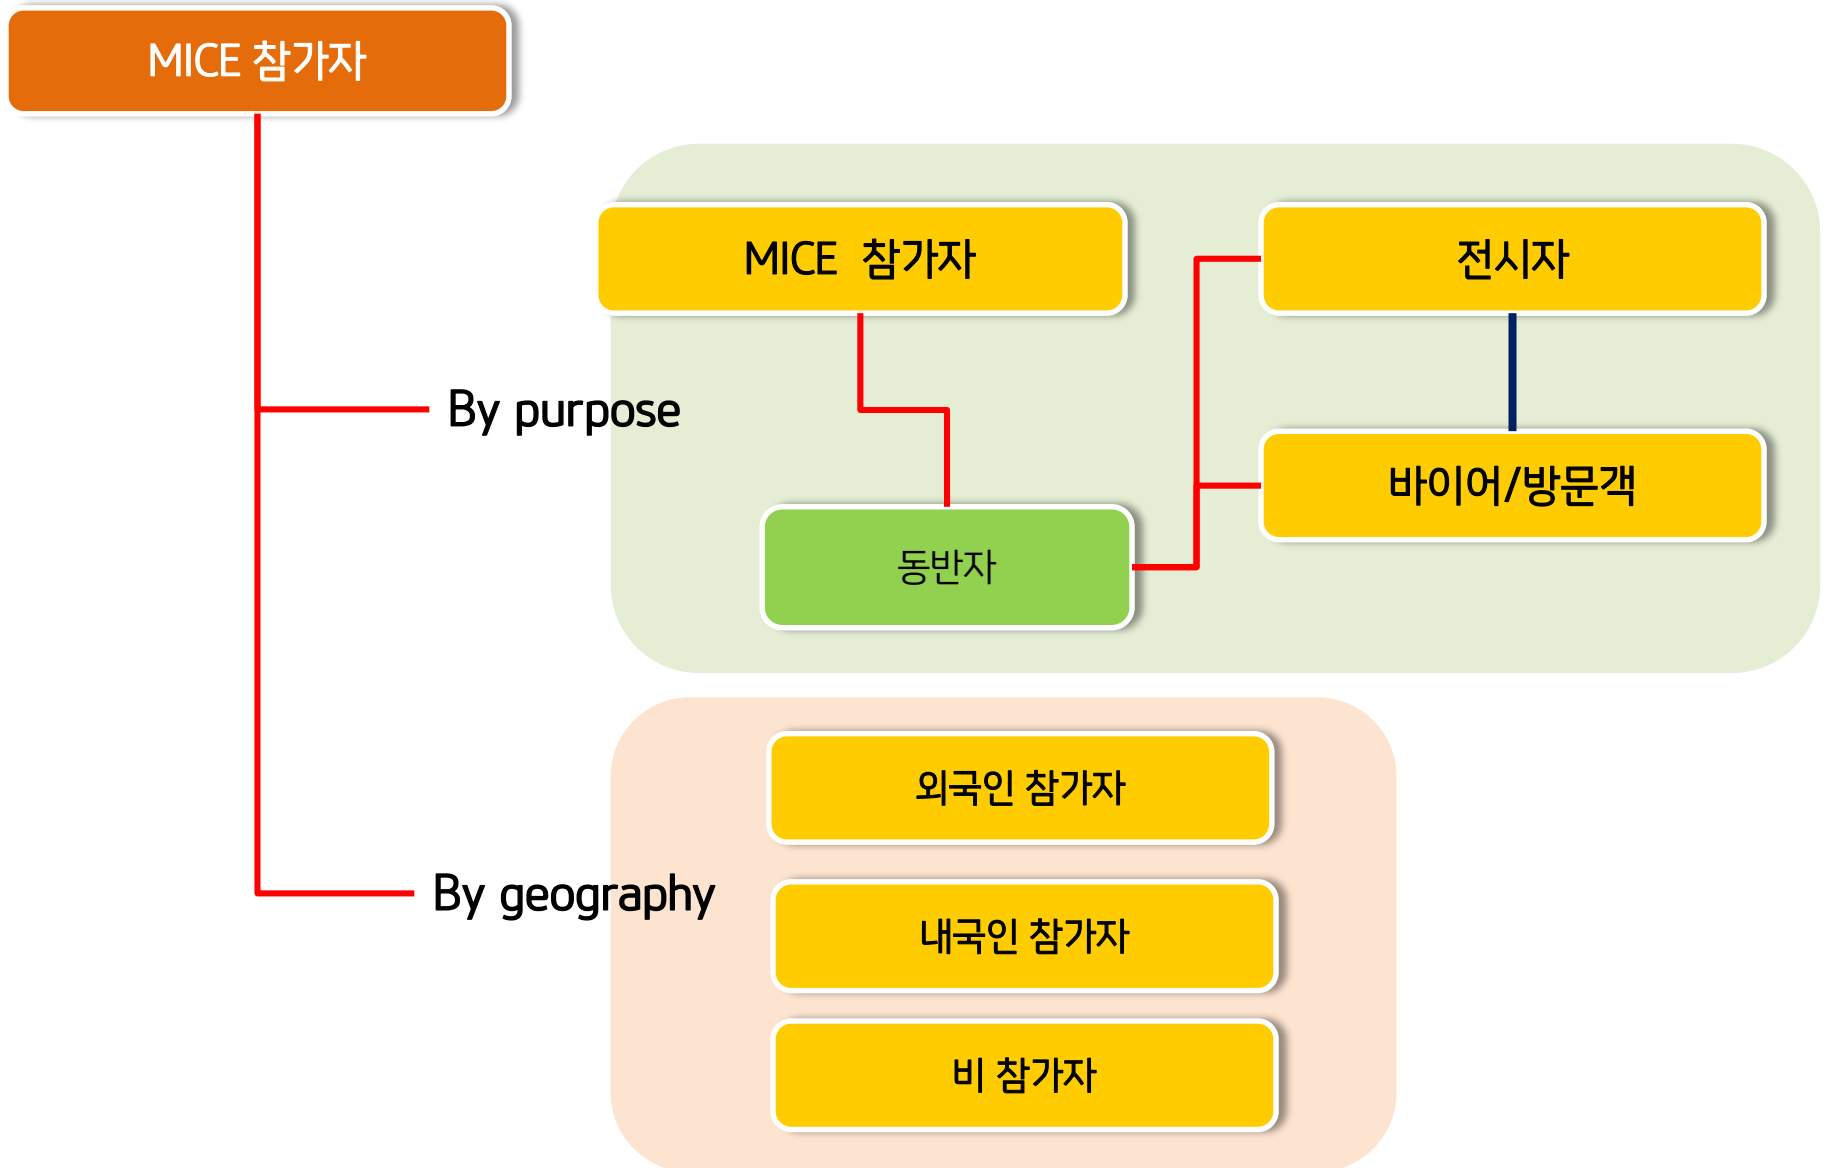 MICE 참가자
MICE 참가자
전시자
By purpose
바이어/방문객
동반자
외국인 참가자
By geography
내국인 참가자
비 참가자